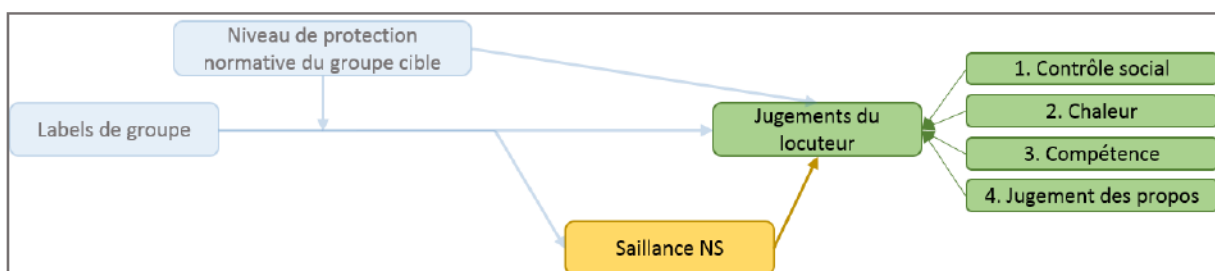 Niveau de protection
normative du groupe cible
Labels de groupe
Jugements du
locuteur
1. Contrôle social
2. Chaleur
3. Compétence
4. Jugement des propos
Saillance NS